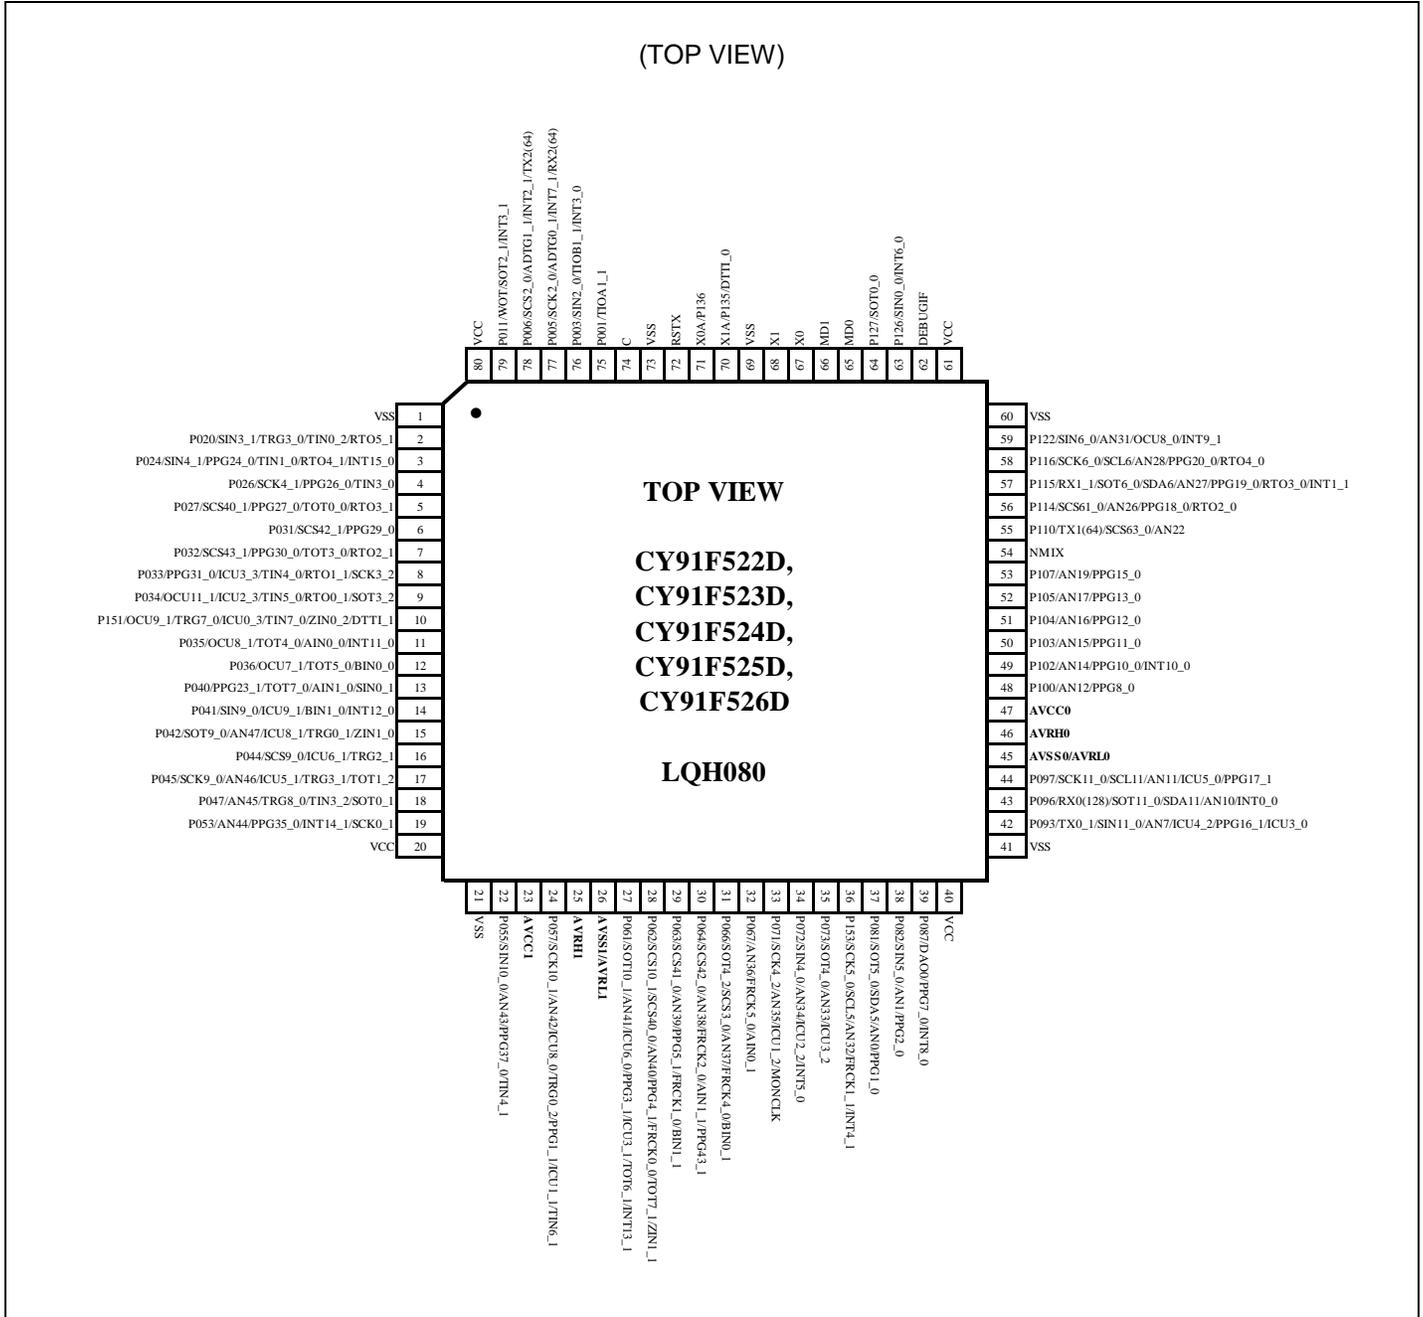 (TOP VIEW)
80 VCC
79 P011/WOT/SOT2_1/INT3_1
78 P006/SCS2_0/ADTG1_1/INT2_1/TX2(64)
77 P005/SCK2_0/ADTG0_1/INT7_1/RX2(64)
76 P003/SIN2_0/TIOB1_1/INT3_0
75 P001/TIOA1_1
74 C
73 VSS
72 RSTX
71 X0A/P136
70 X1A/P135/DTTI_0
69 VSS
68 X1
67 X0
66 MD1
65 MD0
64 P127/SOT0_0
63 P126/SIN0_0/INT6_0
62 DEBUGIF
61 VCC
VSS 1
P020/SIN3_1/TRG3_0/TIN0_2/RTO5_1 2
P024/SIN4_1/PPG24_0/TIN1_0/RTO4_1/INT15_0 3
P026/SCK4_1/PPG26_0/TIN3_0 4
P027/SCS40_1/PPG27_0/TOT0_0/RTO3_1 5
P031/SCS42_1/PPG29_0 6
P032/SCS43_1/PPG30_0/TOT3_0/RTO2_1 7
P033/PPG31_0/ICU3_3/TIN4_0/RTO1_1/SCK3_2 8
P034/OCU11_1/ICU2_3/TIN5_0/RTO0_1/SOT3_2 9
P151/OCU9_1/TRG7_0/ICU0_3/TIN7_0/ZIN0_2/DTTI_1 10
P035/OCU8_1/TOT4_0/AIN0_0/INT11_0 11
P036/OCU7_1/TOT5_0/BIN0_0 12
P040/PPG23_1/TOT7_0/AIN1_0/SIN0_1 13
P041/SIN9_0/ICU9_1/BIN1_0/INT12_0 14
P042/SOT9_0/AN47/ICU8_1/TRG0_1/ZIN1_0 15
P044/SCS9_0/ICU6_1/TRG2_1 16
P045/SCK9_0/AN46/ICU5_1/TRG3_1/TOT1_2 17
P047/AN45/TRG8_0/TIN3_2/SOT0_1 18
P053/AN44/PPG35_0/INT14_1/SCK0_1 19
VCC 20
TOP VIEW
CY91F522D,
CY91F523D,
CY91F524D,
CY91F525D,
CY91F526D
LQH080
60 VSS
59 P122/SIN6_0/AN31/OCU8_0/INT9_1
58 P116/SCK6_0/SCL6/AN28/PPG20_0/RTO4_0
57 P115/RX1_1/SOT6_0/SDA6/AN27/PPG19_0/RTO3_0/INT1_1
56 P114/SCS61_0/AN26/PPG18_0/RTO2_0
55 P110/TX1(64)/SCS63_0/AN22
54 NMIX
53 P107/AN19/PPG15_0
52 P105/AN17/PPG13_0
51 P104/AN16/PPG12_0
50 P103/AN15/PPG11_0
49 P102/AN14/PPG10_0/INT10_0
48 P100/AN12/PPG8_0
47 AVCC0
46 AVRH0
45 AVSS0/AVRL0
44 P097/SCK11_0/SCL11/AN11/ICU5_0/PPG17_1
43 P096/RX0(128)/SOT11_0/SDA11/AN10/INT0_0
42 P093/TX0_1/SIN11_0/AN7/ICU4_2/PPG16_1/ICU3_0
41 VSS
21 VSS
22 P055/SIN10_0/AN43/PPG37_0/TIN4_1
23 AVCC1
24 P057/SCK10_1/AN42/ICU8_0/TRG0_2/PPG1_1/ICU1_1/TIN6_1
25 AVRH1
26 AVSS1/AVRL1
27 P061/SOT10_1/AN41/ICU6_0/PPG3_1/ICU3_1/TOT6_1/INT13_1
28 P062/SCS10_1/SCS40_0/AN40/PPG4_1/FRCK0_0/TOT7_1/ZIN1_1
29 P063/SCS41_0/AN39/PPG5_1/FRCK1_0/BIN1_1
30 P064/SCS42_0/AN38/FRCK2_0/AIN1_1/PPG43_1
31 P066/SOT4_2/SCS3_0/AN37/FRCK4_0/BIN0_1
32 P067/AN36/FRCK5_0/AIN0_1
33 P071/SCK4_2/AN35/ICU1_2/MONCLK
34 P072/SIN4_0/AN34/ICU2_2/INT5_0
35 P073/SOT4_0/AN33/ICU3_2
36 P153/SCK5_0/SCL5/AN32/FRCK1_1/INT4_1
37 P081/SOT5_0/SDA5/AN0/PPG1_0
38 P082/SIN5_0/AN1/PPG2_0
39 P087/DAO0/PPG7_0/INT8_0
40 VCC